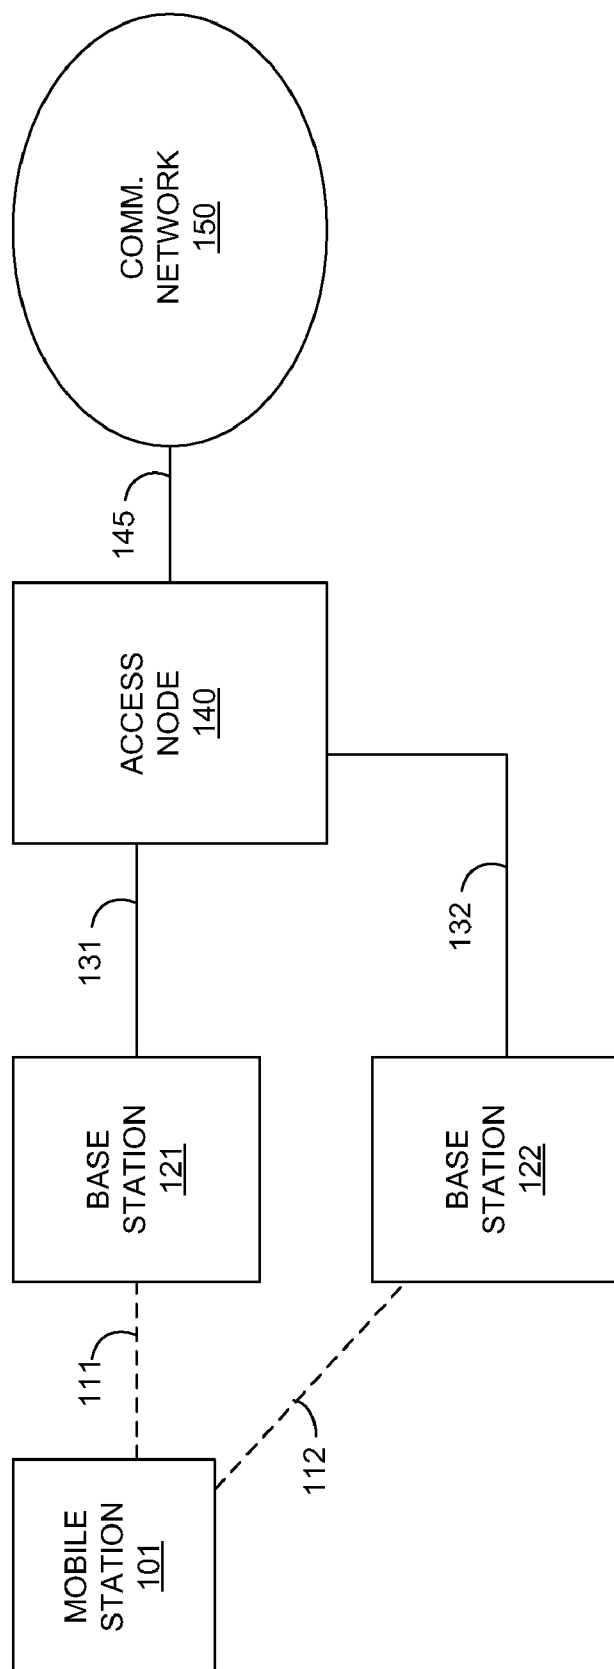 MOBILE
STATION
101
111
112
BASE
STATION
121
BASE
STATION
122
131
132
ACCESS
NODE
140
145
COMM.
NETWORK
150